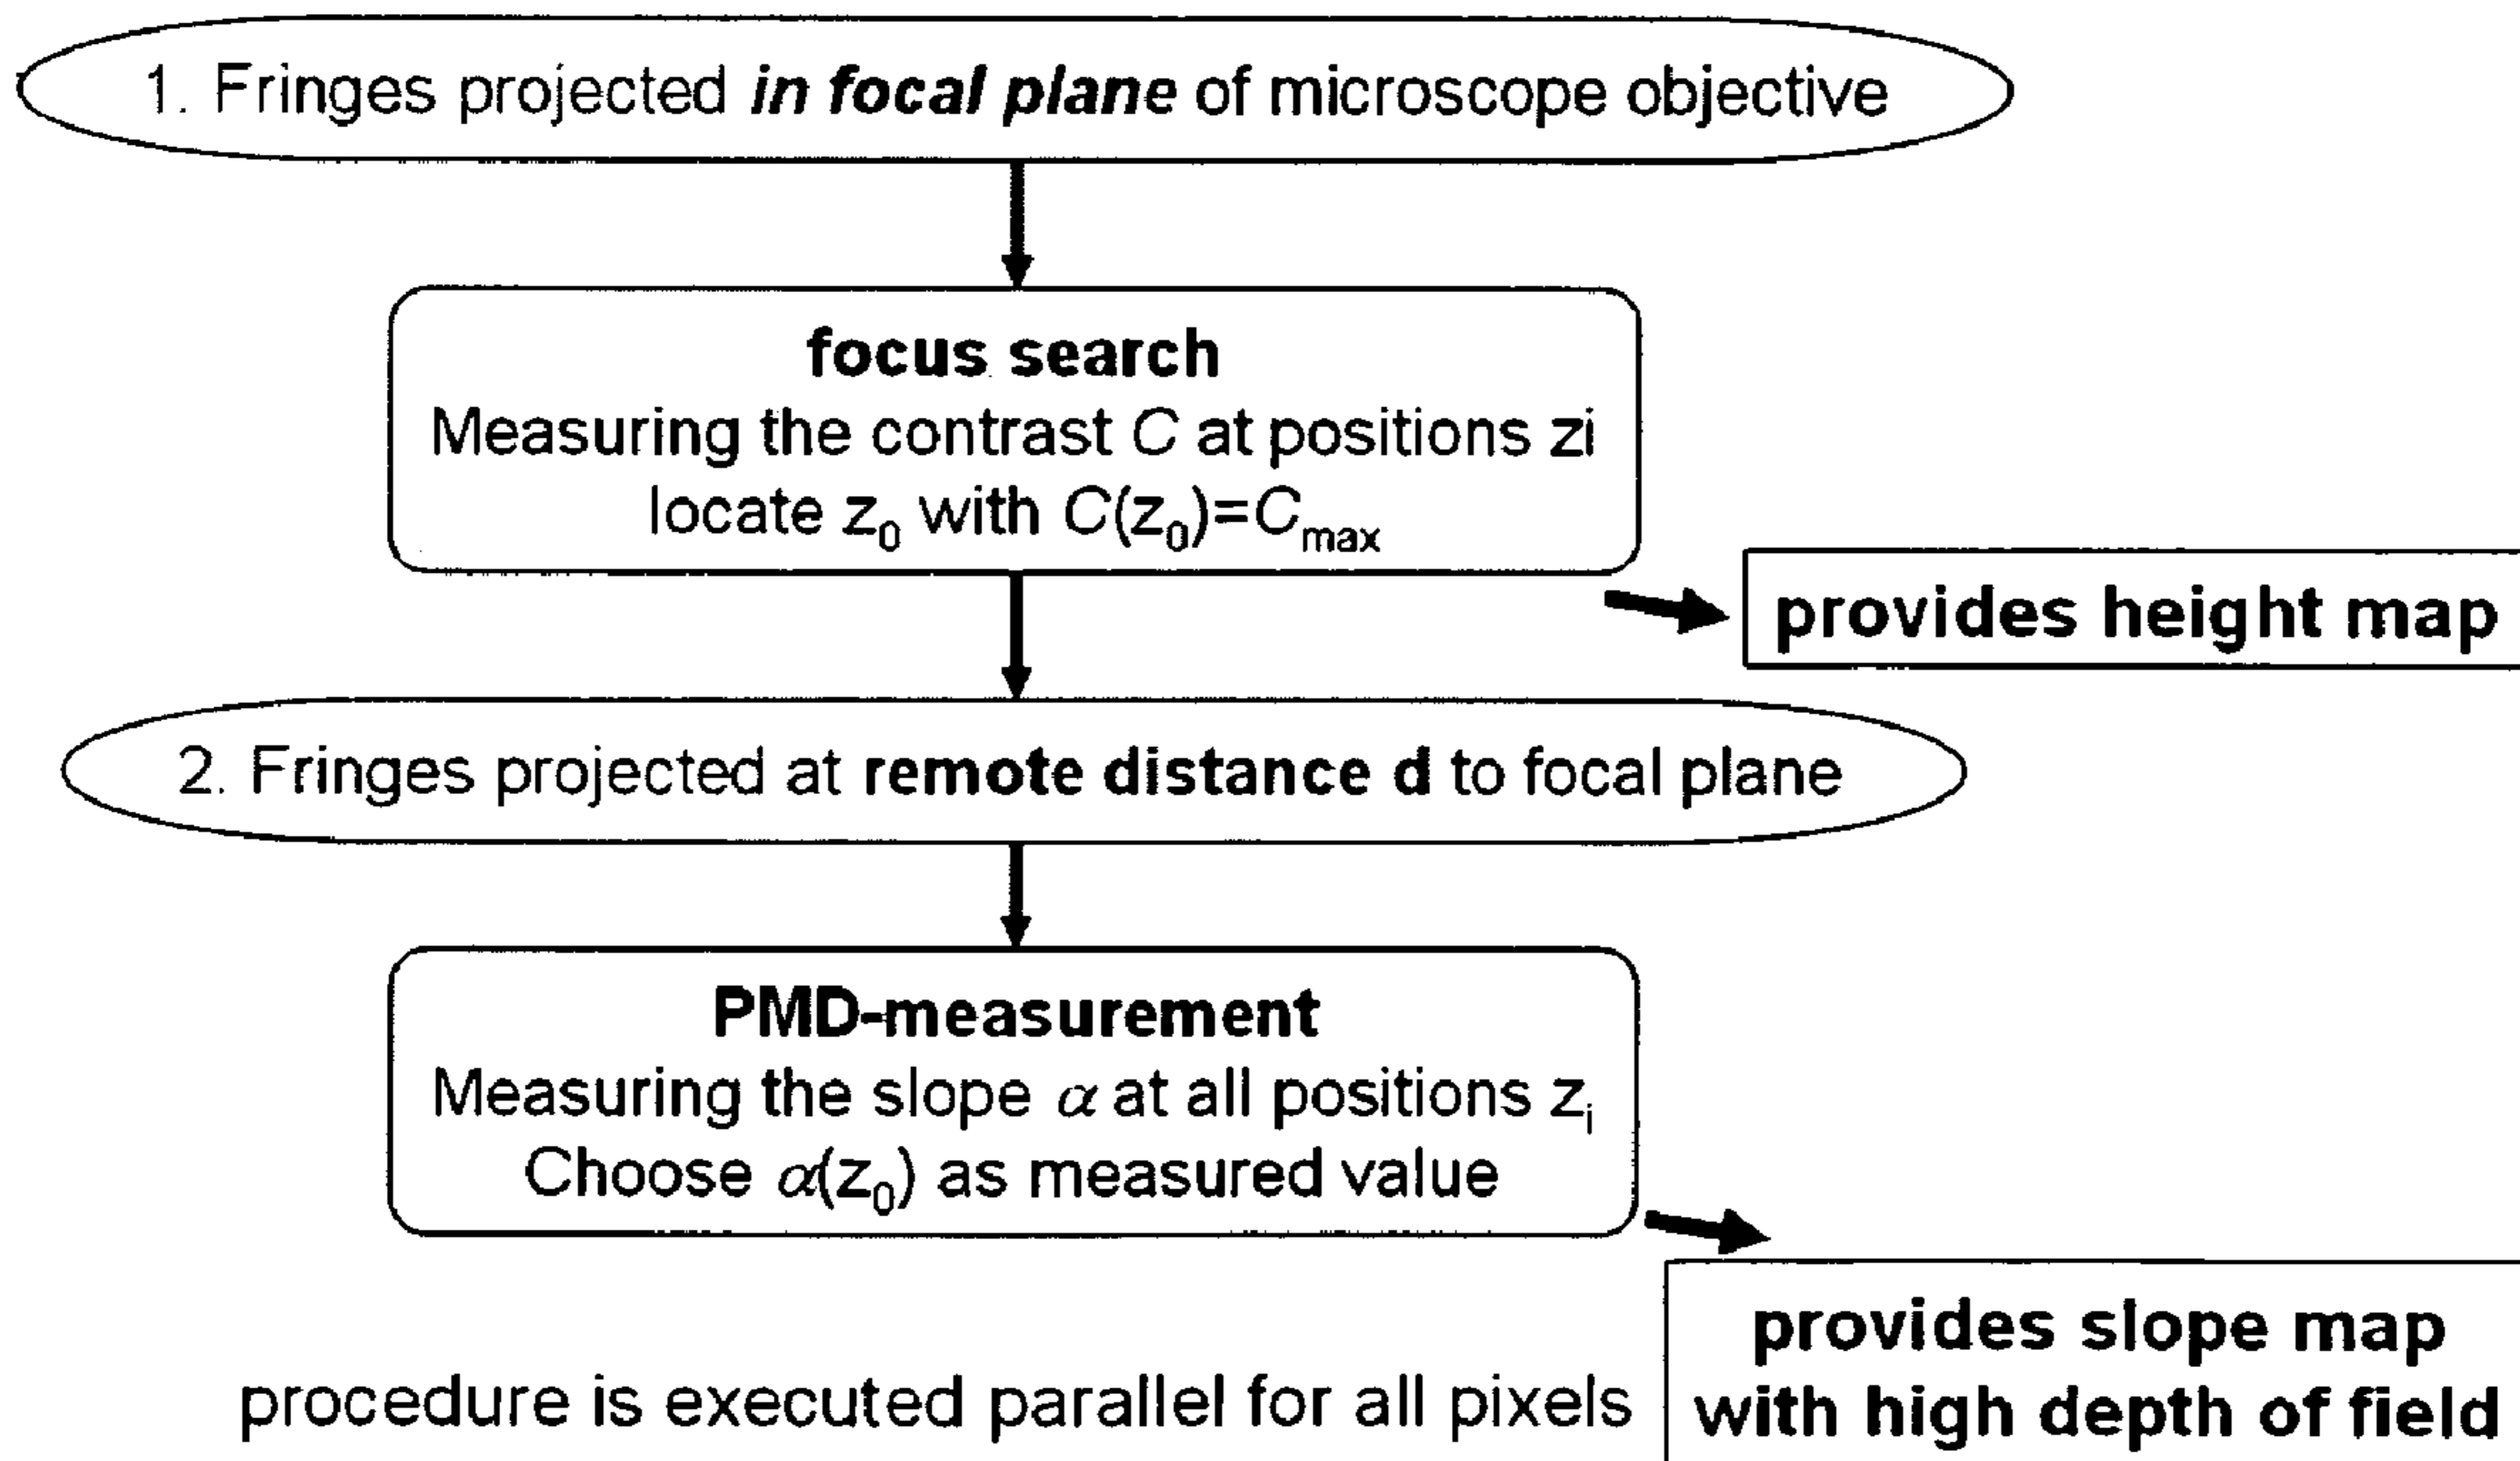 1. Fringes projected in focal plane of microscope objective
focus search
Measuring the contrast C at positions zi
locate z₀ with C(z₀)=Cₘₐₓ
provides height map
2. Fringes projected at remote distance d to focal plane
PMD-measurement
Measuring the slope α at all positions zᵢ
Choose α(z₀) as measured value
provides slope map
with high depth of field
procedure is executed parallel for all pixels